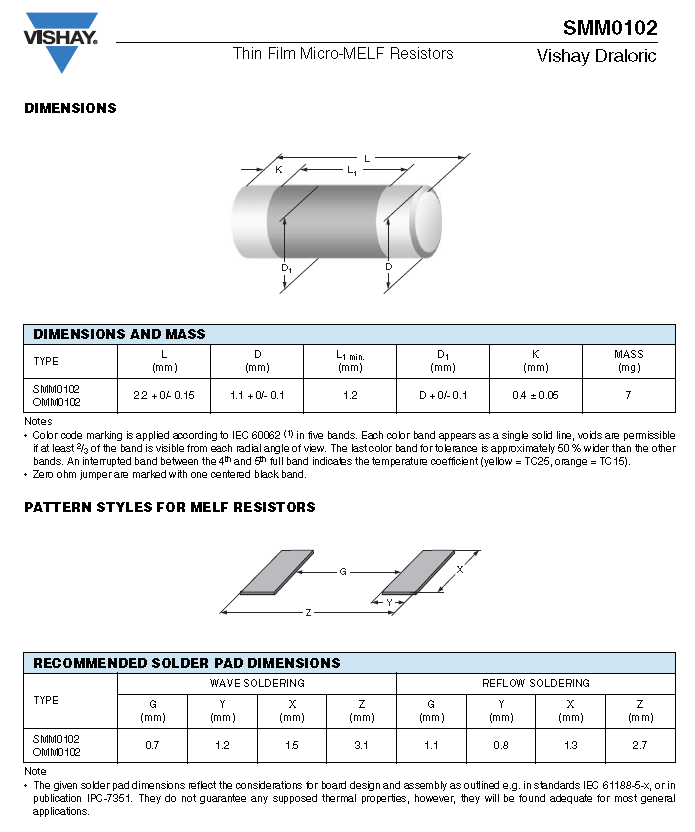 VISHAY.
SMM0102
Thin Film Micro-MELF Resistors
Vishay Draloric
DIMENSIONS
L
K
L1
D1
D
DIMENSIONS AND MASS
TYPE
L (mm)
D (mm)
L1 min. (mm)
D1 (mm)
K (mm)
MASS (mg)
SMM0102
OMM0102
2.2 + 0/- 0.15
1.1 + 0/- 0.1
1.2
D + 0/- 0.1
0.4 ± 0.05
7
Notes
• Color code marking is applied according to IEC 60062 (1) in five bands. Each color band appears as a single solid line, voids are permissible
if at least 2/3 of the band is visible from each radial angle of view. The last color band for tolerance is approximately 50 % wider than the other
bands. An interrupted band between the 4th and 5th full band indicates the temperature coefficient (yellow = TC25, orange = TC15).
• Zero ohm jumper are marked with one centered black band.
PATTERN STYLES FOR MELF RESISTORS
G
X
Y
Z
RECOMMENDED SOLDER PAD DIMENSIONS
TYPE
WAVE SOLDERING
REFLOW SOLDERING
G (mm)
Y (mm)
X (mm)
Z (mm)
G (mm)
Y (mm)
X (mm)
Z (mm)
SMM0102
OMM0102
0.7
1.2
1.5
3.1
1.1
0.8
1.3
2.7
Note
• The given solder pad dimensions reflect the considerations for board design and assembly as outlined e.g. in standards IEC 61188-5-x, or in
publication IPC-7351. They do not guarantee any supposed thermal properties, however, they will be found adequate for most general
applications.